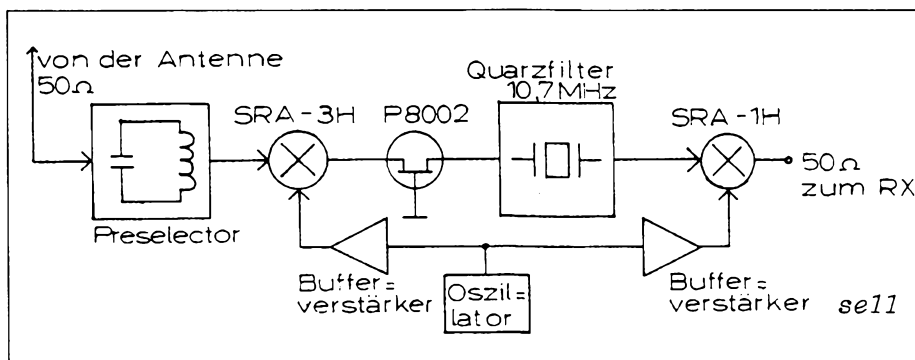 von der Antenne
50Ω
Quarzfilter
10,7MHz
SRA-3H
P8002
SRA-1H
50Ω
zum RX
Preselector
Buffer=
verstärker
Oszil=
lator
Buffer=
verstärker
se11